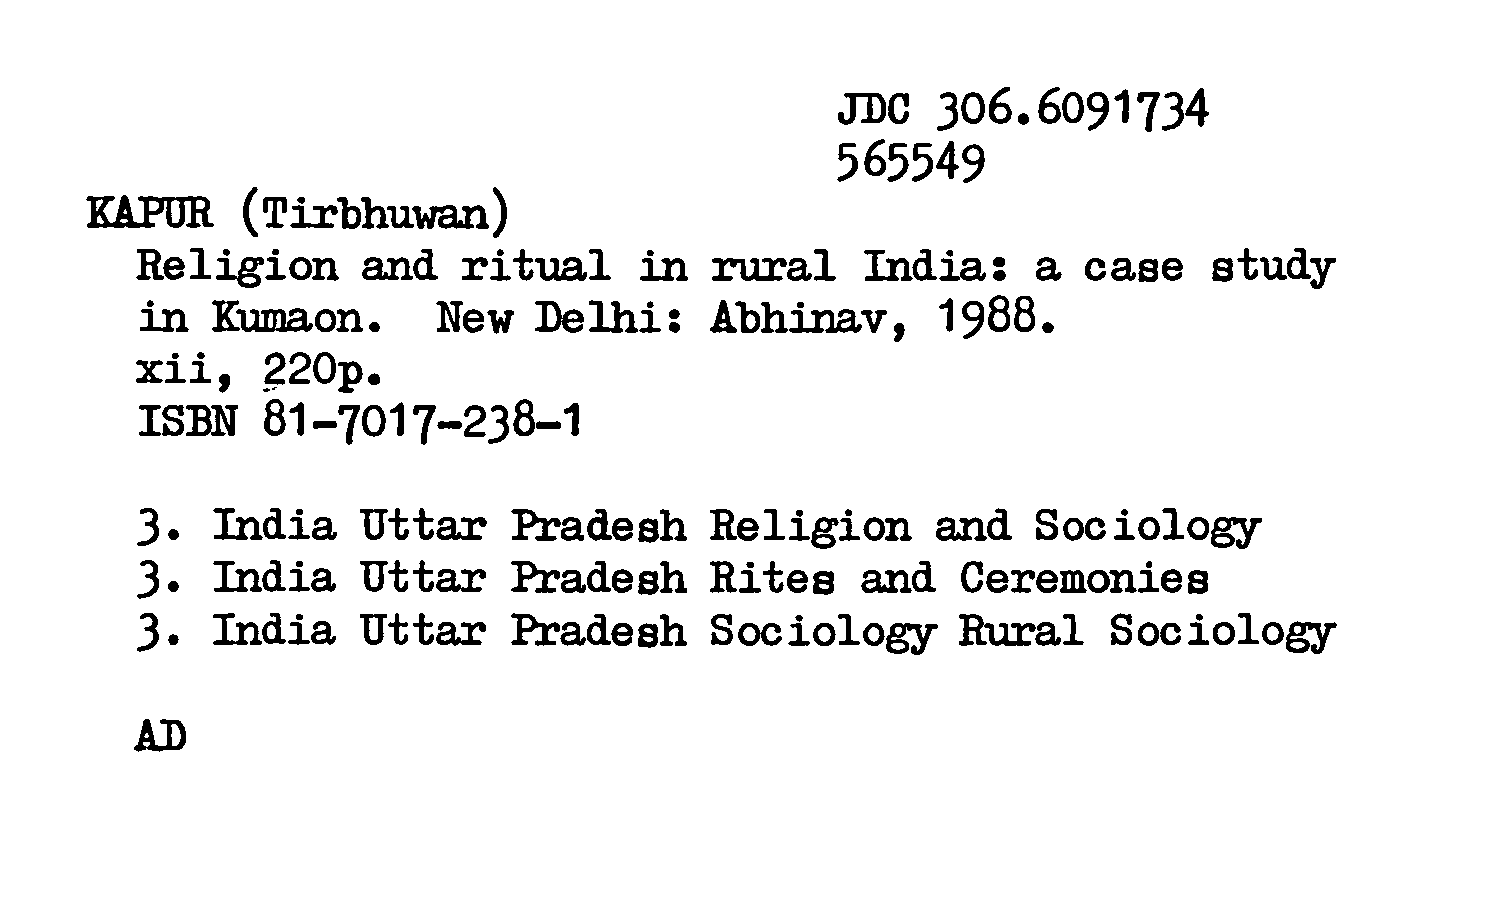 JDC 306.6091734
565549
KAPUR (Tirbhuwan)
Religion and ritual in rural India: a case study
in Kumaon. New Delhi: Abhinav, 1988.
xii, 220p.
ISBN 81-7017-238-1
3. India Uttar Pradesh Religion and Sociology
3. India Uttar Pradesh Rites and Ceremonies
3. India Uttar Pradesh Sociology Rural Sociology
AD